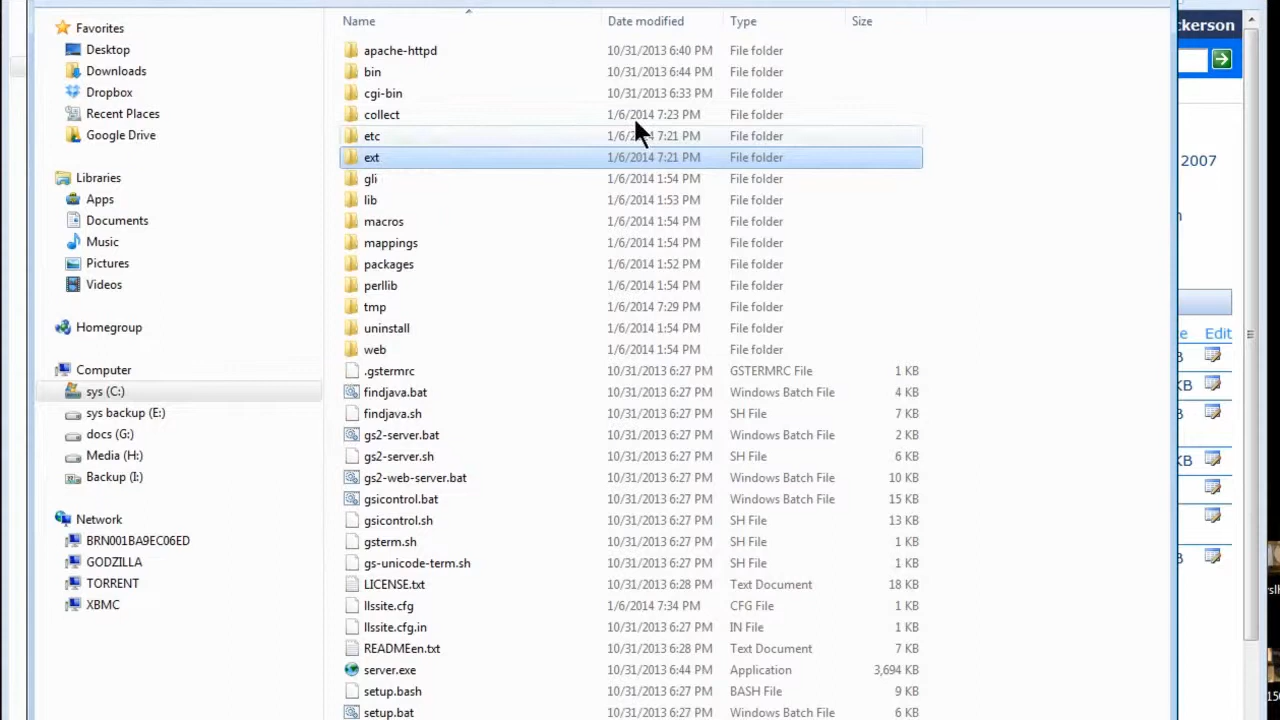 Name Date modified Type Size
Favorites
Desktop
Downloads
Dropbox
Recent Places
Google Drive
Libraries
Apps
Documents
Music
Pictures
Videos
Homegroup
Computer
sys (C:)
sys backup (E:)
docs (G:)
Media (H:)
Backup (I:)
Network
BRN001BA9EC06ED
GODZILLA
TORRENT
XBMC
apache-httpd 10/31/2013 6:40 PM File folder
bin 10/31/2013 6:44 PM File folder
cgi-bin 10/31/2013 6:33 PM File folder
collect 1/6/2014 7:23 PM File folder
etc 7:21 PM File folder
ext 1/6/2014 7:21 PM File folder
gli 1/6/2014 1:54 PM File folder
lib 1/6/2014 1:53 PM File folder
macros 1/6/2014 1:54 PM File folder
mappings 1/6/2014 1:54 PM File folder
packages 1/6/2014 1:52 PM File folder
perllib 1/6/2014 1:54 PM File folder
tmp 1/6/2014 7:29 PM File folder
uninstall 1/6/2014 1:54 PM File folder
web 1/6/2014 1:54 PM File folder
.gstermrc 10/31/2013 6:27 PM GSTERMRC File 1 KB
findjava.bat 10/31/2013 6:27 PM Windows Batch File 4 KB
findjava.sh 10/31/2013 6:27 PM SH File 7 KB
gs2-server.bat 10/31/2013 6:27 PM Windows Batch File 2 KB
gs2-server.sh 10/31/2013 6:27 PM SH File 6 KB
gs2-web-server.bat 10/31/2013 6:27 PM Windows Batch File 10 KB
gsicontrol.bat 10/31/2013 6:27 PM Windows Batch File 15 KB
gsicontrol.sh 10/31/2013 6:27 PM SH File 13 KB
gsterm.sh 10/31/2013 6:27 PM SH File 1 KB
gs-unicode-term.sh 10/31/2013 6:27 PM SH File 1 KB
LICENSE.txt 10/31/2013 6:28 PM Text Document 18 KB
llssite.cfg 1/6/2014 7:34 PM CFG File 1 KB
llssite.cfg.in 10/31/2013 6:27 PM IN File 1 KB
READMEen.txt 10/31/2013 6:28 PM Text Document 7 KB
server.exe 10/31/2013 6:44 PM Application 3,694 KB
setup.bash 10/31/2013 6:27 PM BASH File 9 KB
setup.bat 10/31/2013 6:27 PM Windows Batch File 6 KB
ckerson
2007
Edit
KB
KB